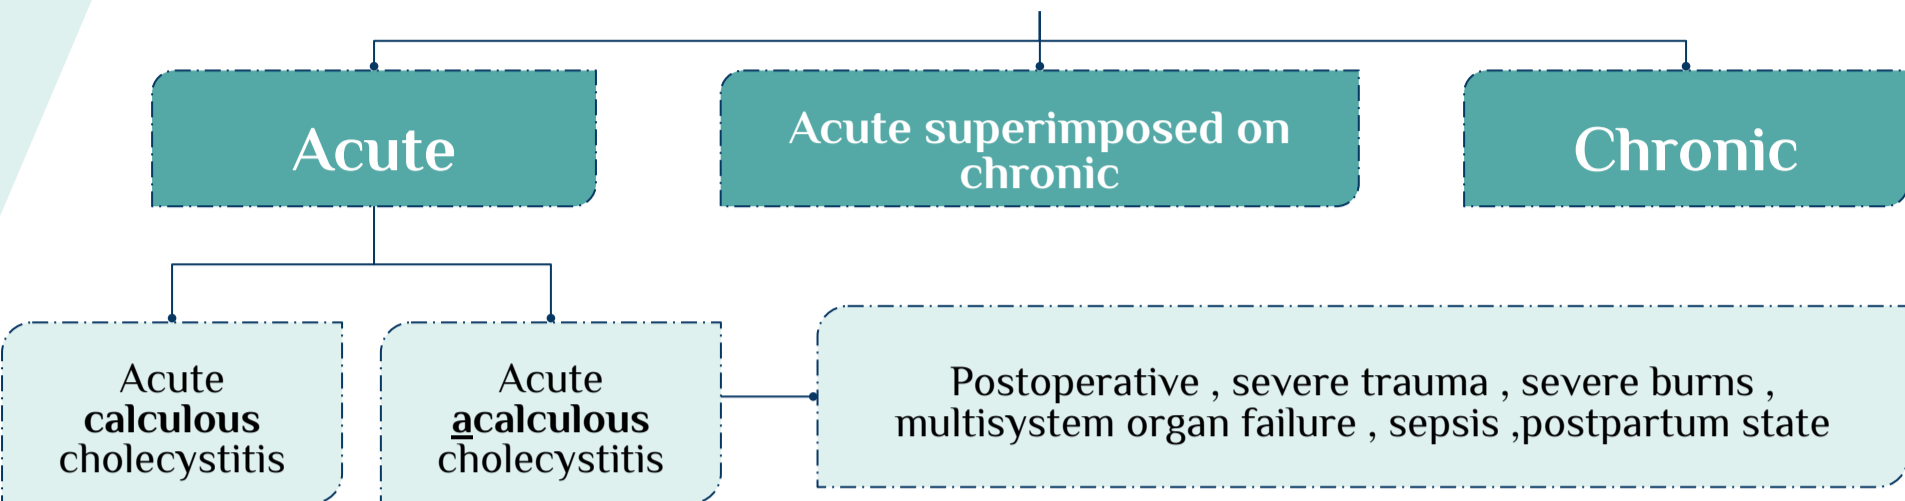 Acute
Acute superimposed on
chronic
Chronic
Acute
calculous
cholecystitis
Acute
acalculous
cholecystitis
Postoperative , severe trauma , severe burns ,
multisystem organ failure , sepsis ,postpartum state